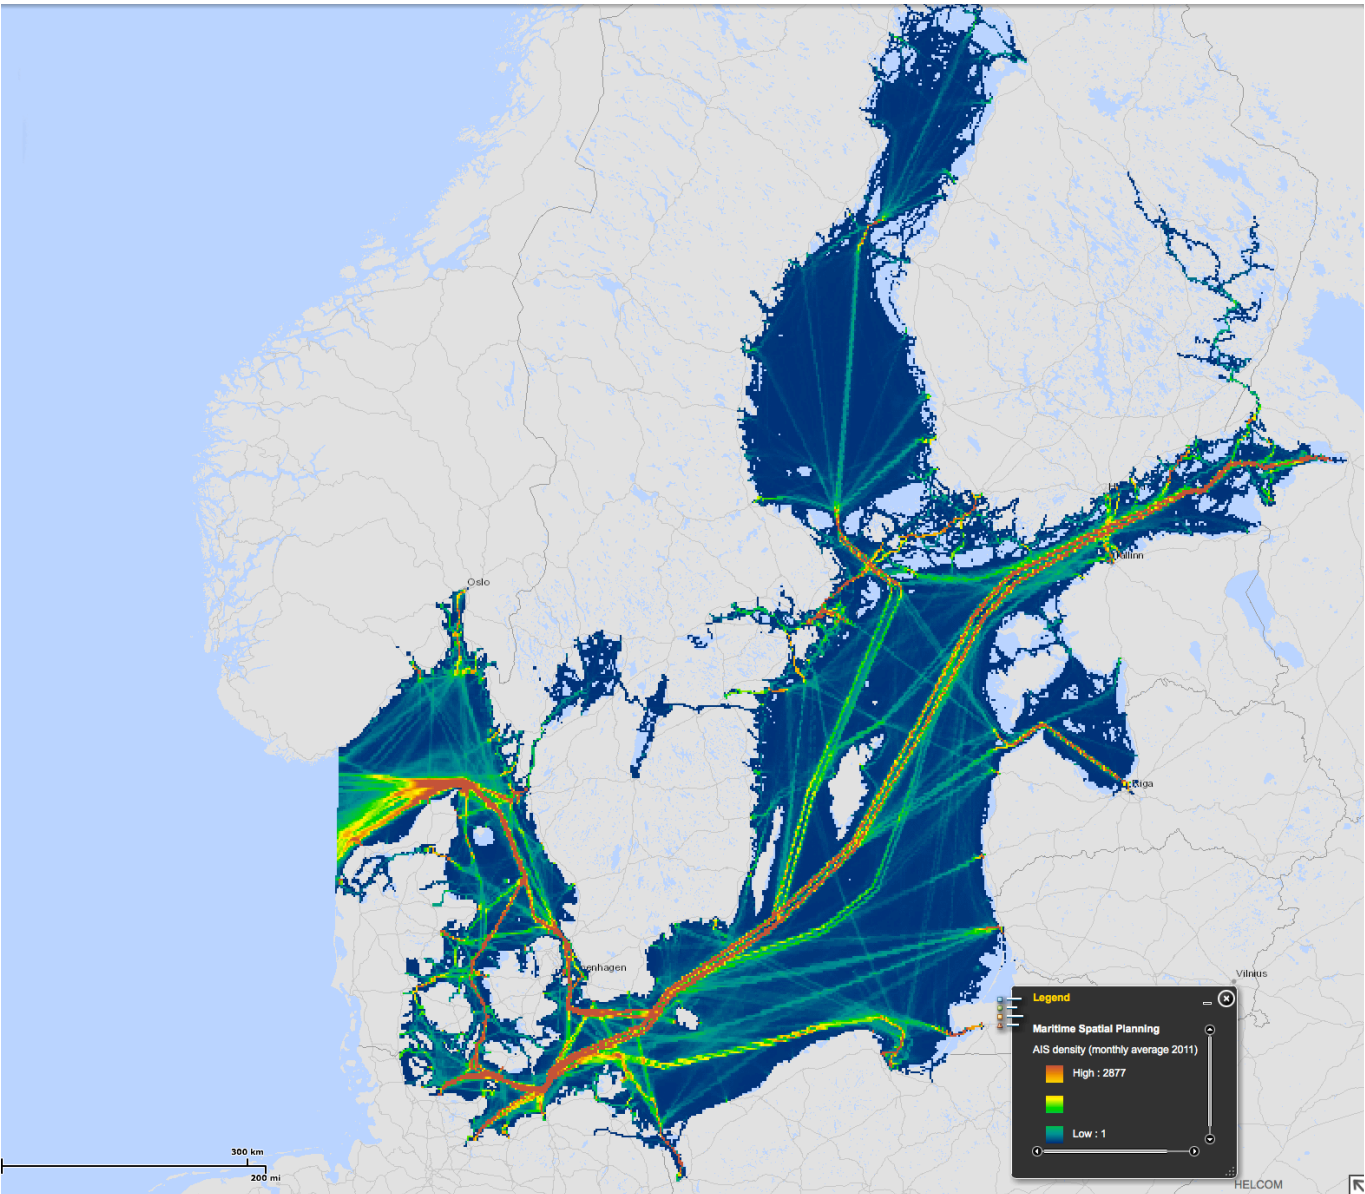 Oslo
Tallinn
Riga
enhagen
Vilnius
Legend
Maritime Spatial Planning
AIS density (monthly average 2011)
High : 2877
Low : 1
300 km
200 mi
HELCOM